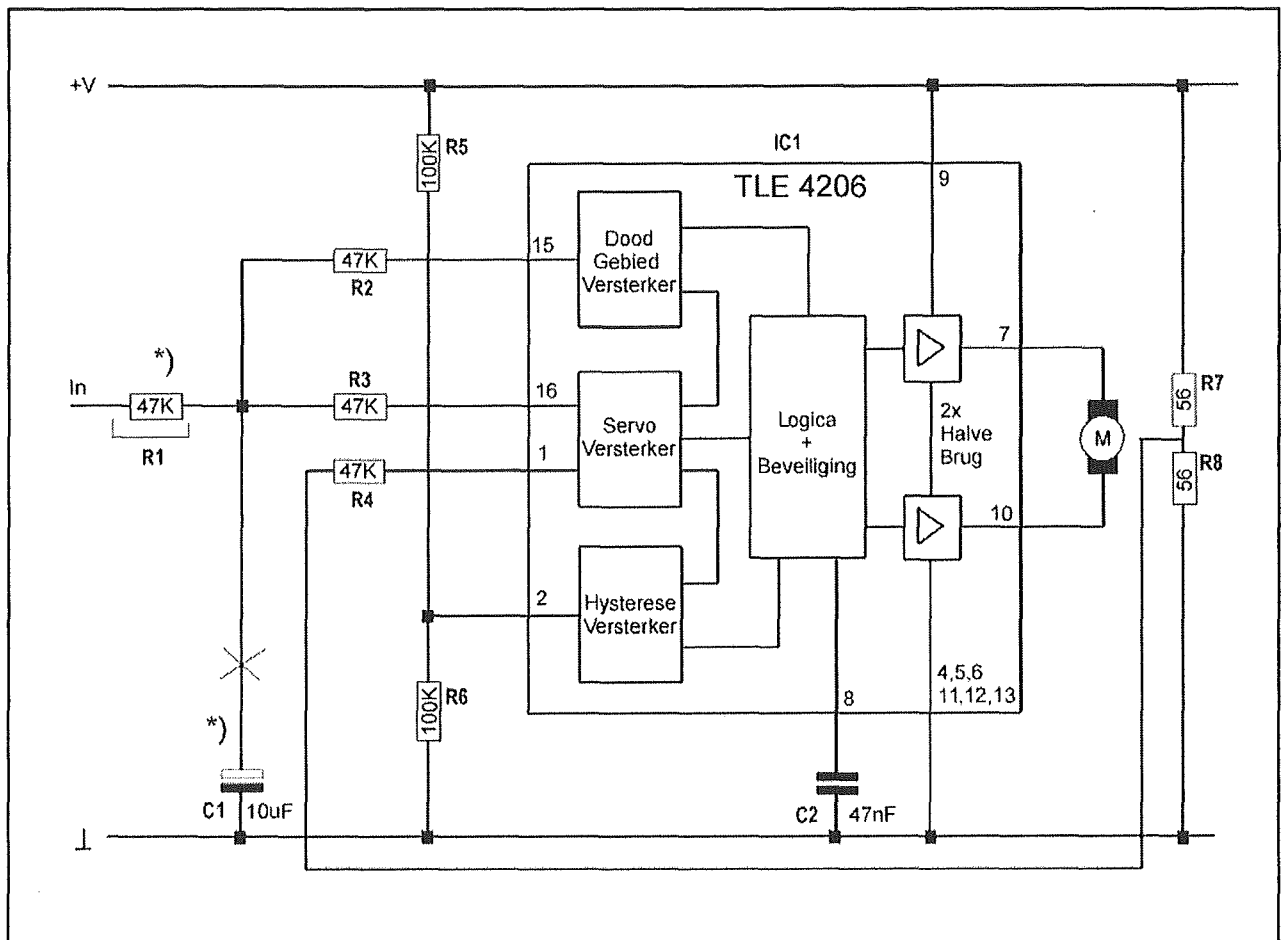 +V
R5
100K
IC1
TLE 4206
9
15
47K
R2
Dood
Gebied
Versterker
*)
In
47K
R1
R3
47K
16
1
47K
R4
Servo
Versterker
Logica
+
Beveiliging
7
2x
Halve
Brug
10
M
56
R7
56
R8
2
Hysterese
Versterker
R6
100K
4,5,6
11,12,13
8
*)
C1
10uF
C2
47nF
⊥